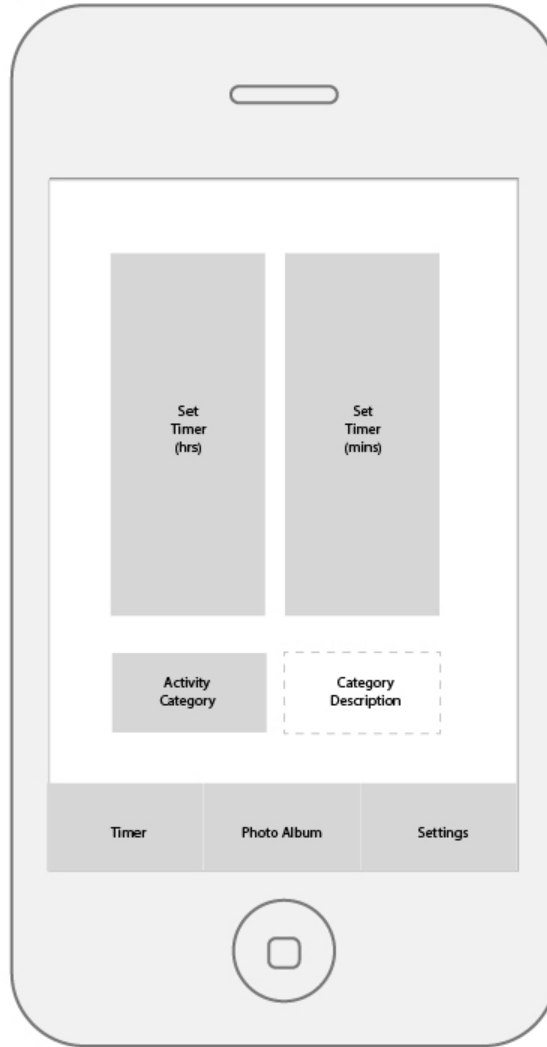 Set
Timer
(hrs)
Set
Timer
(mins)
Activity
Category
Category
Description
Timer
Photo Album
Settings